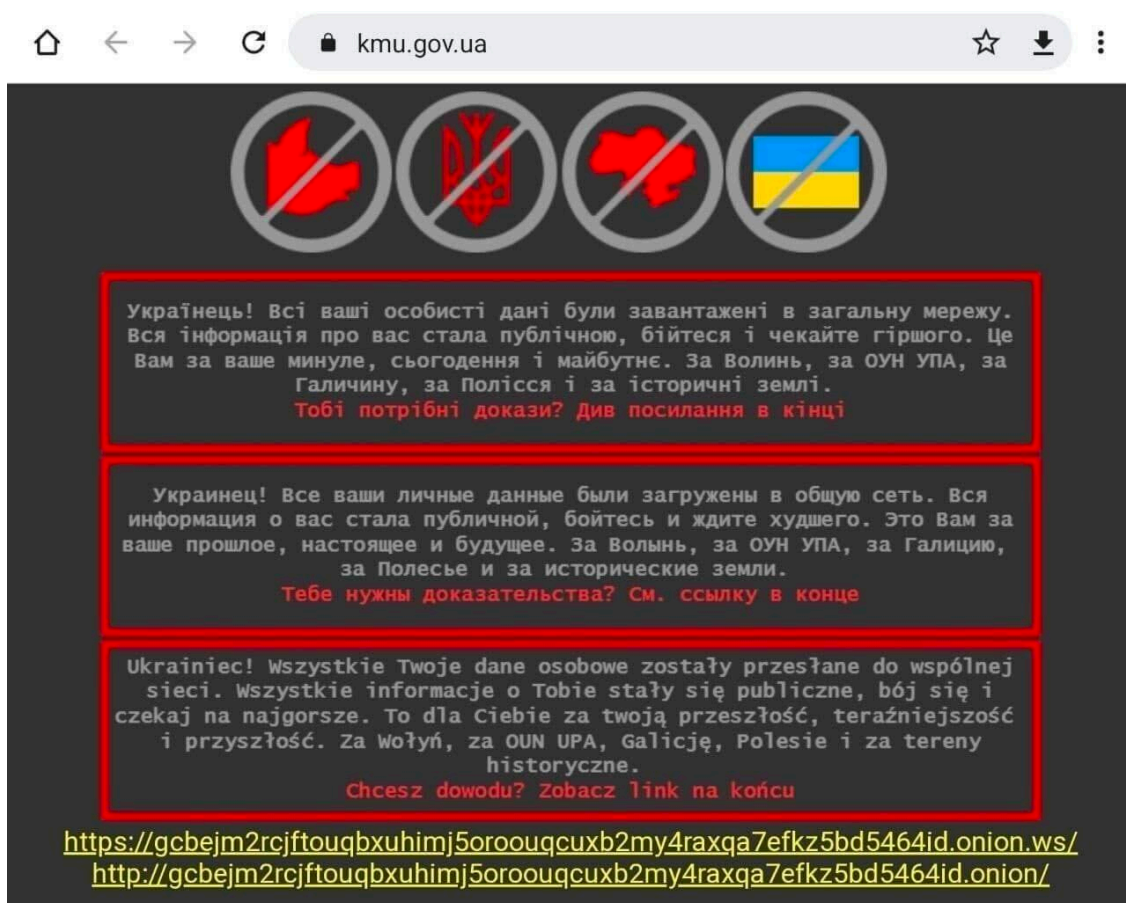 kmu.gov.ua
Українець! Всі ваші особисті дані були завантажені в загальну мережу.
Вся інформація про вас стала публічною, бійтеся і чекайте гіршого. Це
Вам за ваше минуле, сьогодення і майбутнє. За Волинь, за ОУН УПА, за
Галичину, за Полісся і за історичні землі.
Тобі потрібні докази? Див посилання в кінці
Украинец! Все ваши личные данные были загружены в общую сеть. Вся
информация о вас стала публичной, бойтесь и ждите худшего. Это Вам за
ваше прошлое, настоящее и будущее. За Волынь, за ОУН УПА, за Галицию,
за Полесье и за исторические земли.
Тебе нужны доказательства? См. ссылку в конце
Ukrainiec! Wszystkie Twoje dane osobowe zostały przesłane do wspólnej
sieci. Wszystkie informacje o Tobie stały się publiczne, bój się i
czekaj na najgorsze. To dla Ciebie za twoją przeszłość, teraźniejszość
i przyszłość. Za Wołyń, za OUN UPA, Galicję, Polesie i za tereny
historyczne.
Chcesz dowodu? Zobacz link na końcu
https://gcbejm2rcjftouqbxuhimj5oroouqcuxb2my4raxqa7efkz5bd5464id.onion.ws/
http://gcbejm2rcjftouqbxuhimj5oroouqcuxb2my4raxqa7efkz5bd5464id.onion/